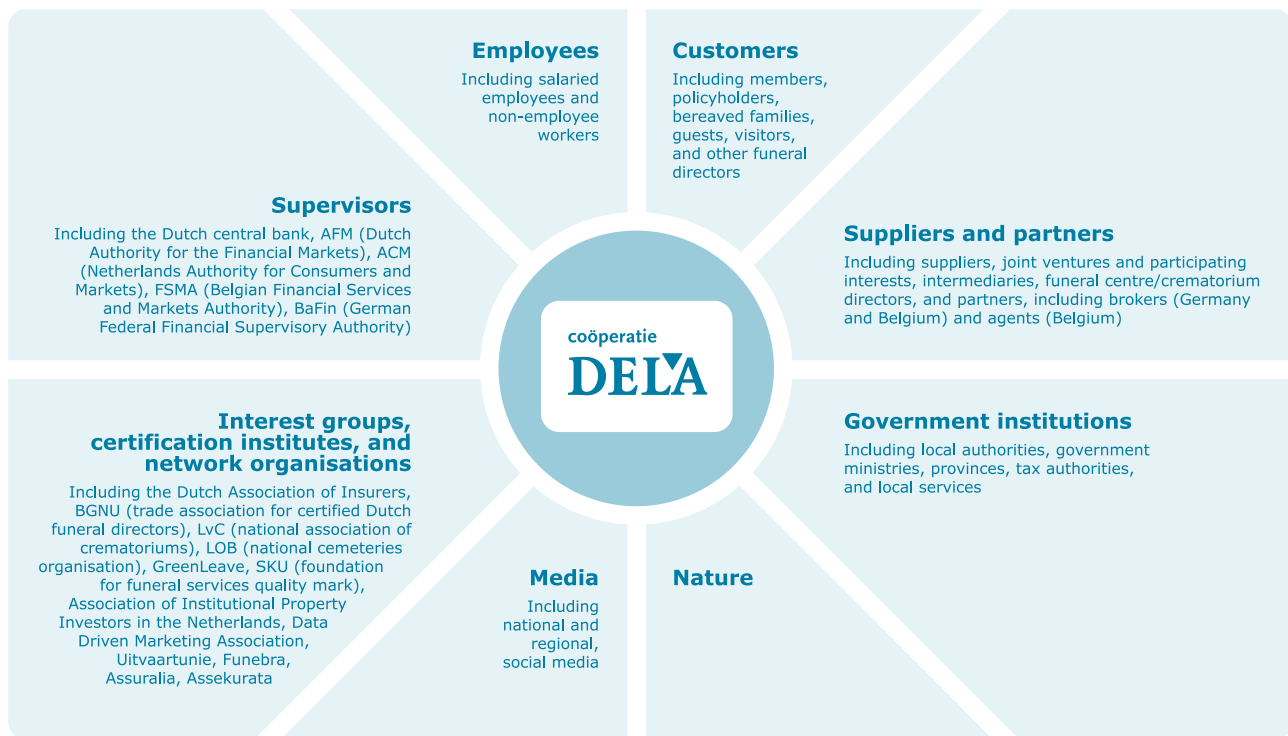 Employees
Including salaried
employees and
non-employee
workers
Customers
Including members,
policyholders,
bereaved families,
guests, visitors,
and other funeral
directors
Supervisors
Including the Dutch central bank, AFM (Dutch
Authority for the Financial Markets), ACM
(Netherlands Authority for Consumers and
Markets), FSMA (Belgian Financial Services
and Markets Authority), BaFin (German
Federal Financial Supervisory Authority)
Suppliers and partners
Including suppliers, joint ventures and participating
interests, intermediaries, funeral centre/crematorium
directors, and partners, including brokers (Germany
and Belgium) and agents (Belgium)
coöperatie
DELA
Interest groups,
certification institutes, and
network organisations
Including the Dutch Association of Insurers,
BGNU (trade association for certified Dutch
funeral directors), LvC (national association of
crematoriums), LOB (national cemeteries
organisation), GreenLeave, SKU (foundation
for funeral services quality mark),
Association of Institutional Property
Investors in the Netherlands, Data
Driven Marketing Association,
Uitvaartunie, Funebra,
Assuralia, Assekurata
Government institutions
Including local authorities, government
ministries, provinces, tax authorities,
and local services
Media
Including
national and
regional,
social media
Nature